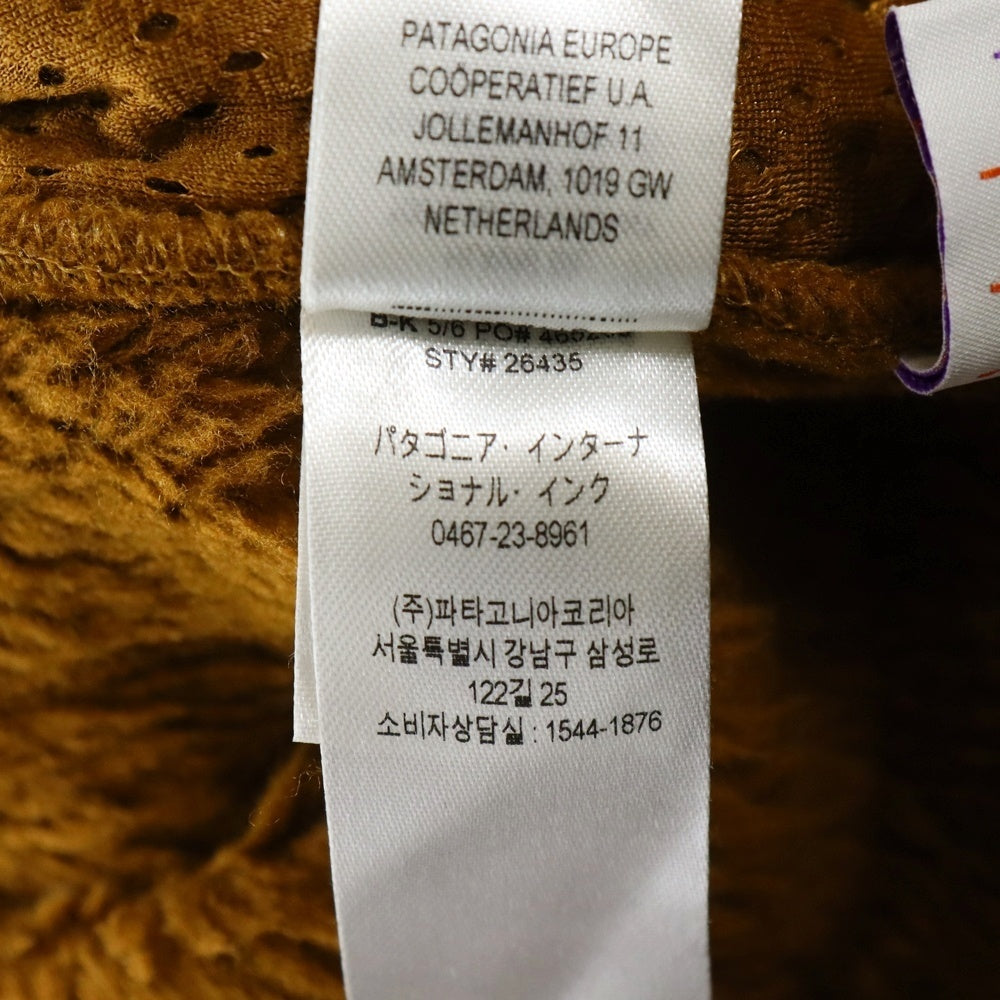 PATAGONIA EUROPE
COÖPERATIEF U.A.
JOLLEMANHOF 11
AMSTERDAM, 1019 GW
NETHERLANDS
B-K 5/6 PO#
STY# 26435
パタゴニア・インターナ
ショナル・インク
0467-23-8961
(주)파타고니아코리아
서울특별시 강남구 삼성로
122길 25
소비자상담실 : 1544-1876